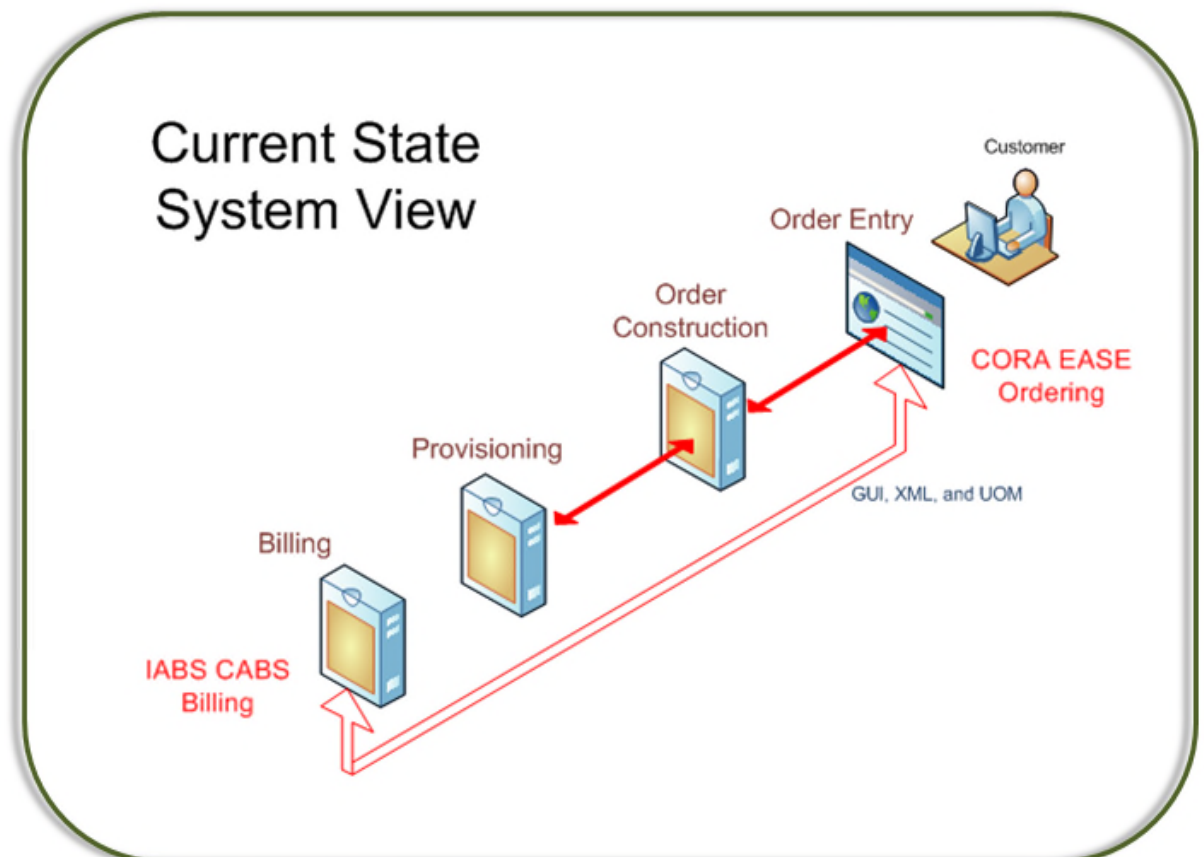 Current State
System View
Customer
Order Entry
Order
Construction
CORA EASE
Ordering
Provisioning
GUI, XML, and UOM
Billing
IABS CABS
Billing